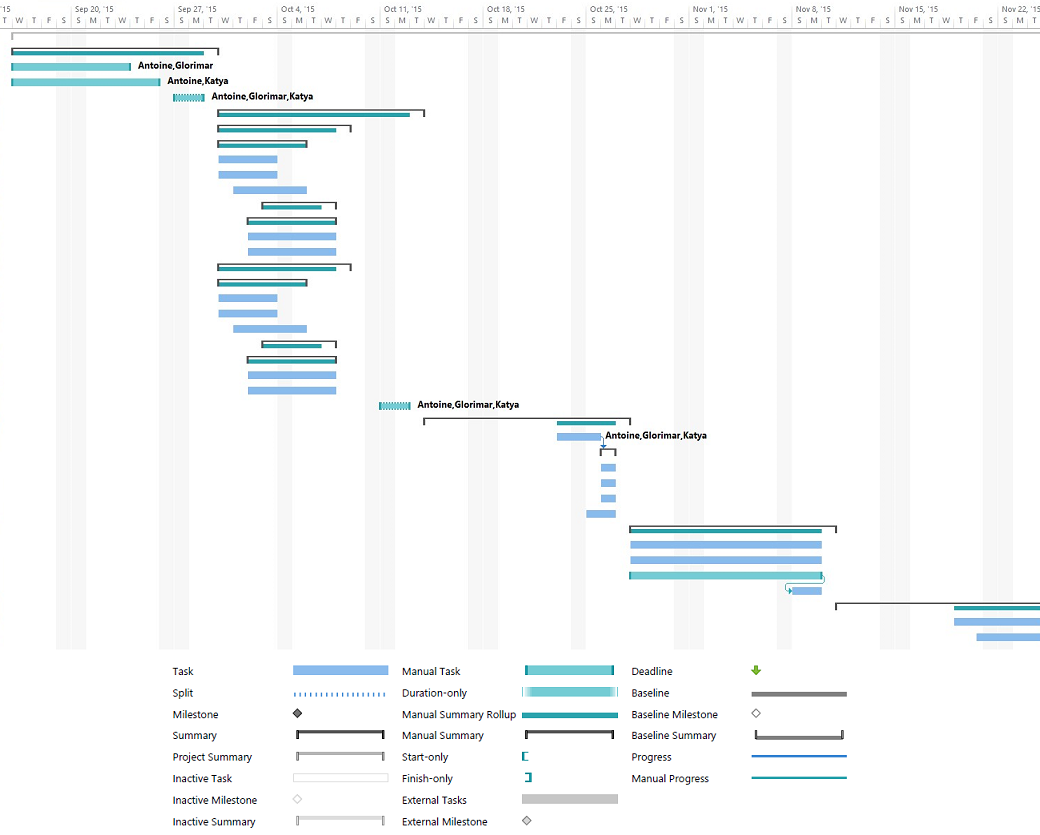 '15 Sep 20, '15 Sep 27, '15 Oct 4, '15 Oct 11, '15 Oct 18, '15 Oct 25, '15 Nov 1, '15 Nov 8, '15 Nov 15, '15 Nov 22, '15
T W T F S S M T W T F S S M T W T F S S M T W T F S S M T W T F S S M T W T F S S M T W T F S S M T W T F S S M T W T F S S M T W T F S S M T
Antoine,Glorimar
Antoine,Katya
Antoine,Glorimar,Katya
Antoine,Glorimar,Katya
Antoine,Glorimar,Katya
Task Manual Task Deadline
Split Duration-only Baseline
Milestone Manual Summary Rollup Baseline Milestone
Summary Manual Summary Baseline Summary
Project Summary Start-only Progress
Inactive Task Finish-only Manual Progress
Inactive Milestone External Tasks
Inactive Summary External Milestone